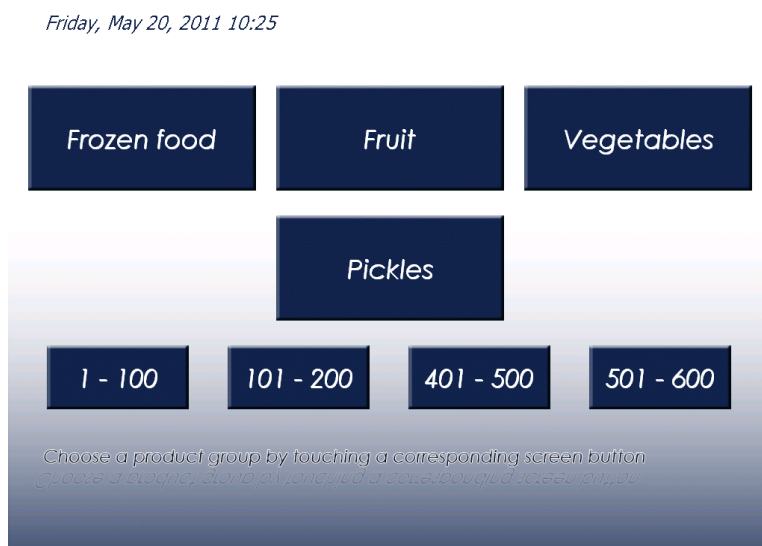 Friday, May 20, 2011 10:25
Frozen food
Fruit
Vegetables
Pickles
1 - 100
101 - 200
401 - 500
501 - 600
Choose a product group by touching a corresponding screen button